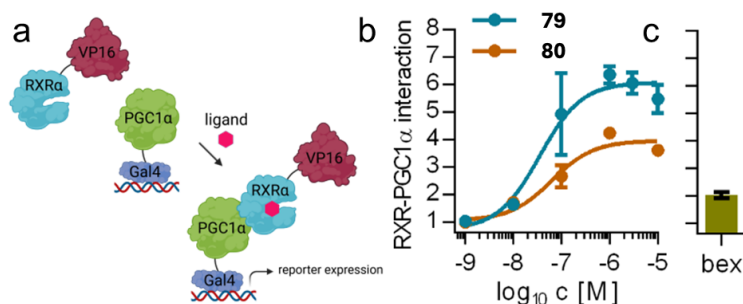 a
VP16
RXRα
PGC1α
Gal4
ligand
VP16
RXRα
PGC1α
Gal4
reporter expression
b
79
80
RXR-PGC1α interaction
8
7
6
5
4
3
2
1
-9 -8 -7 -6 -5
log10 c [M]
c
bex